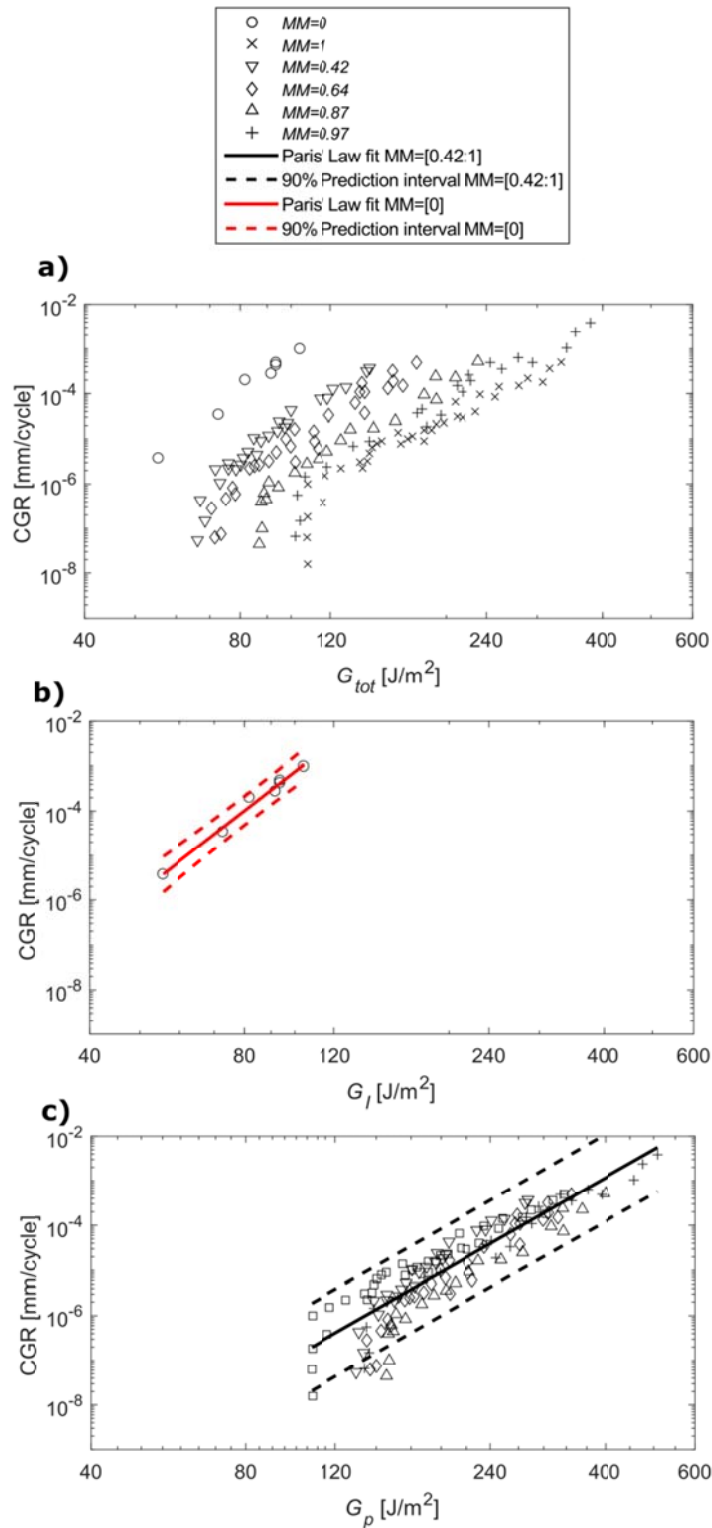 MM=0
MM=1
MM=0.42
MM=0.64
MM=0.87
MM=0.97
Paris' Law fit MM=[0.42:1]
90% Prediction interval MM=[0.42:1]
Paris' Law fit MM=[0]
90% Prediction interval MM=[0]
a)
10^-2
10^-4
10^-6
10^-8
CGR [mm/cycle]
40 80 120 240 400 600
G_tot [J/m^2]
b)
10^-2
10^-4
10^-6
10^-8
CGR [mm/cycle]
40 80 120 240 400 600
G_I [J/m^2]
c)
10^-2
10^-4
10^-6
10^-8
CGR [mm/cycle]
40 80 120 240 400 600
G_p [J/m^2]